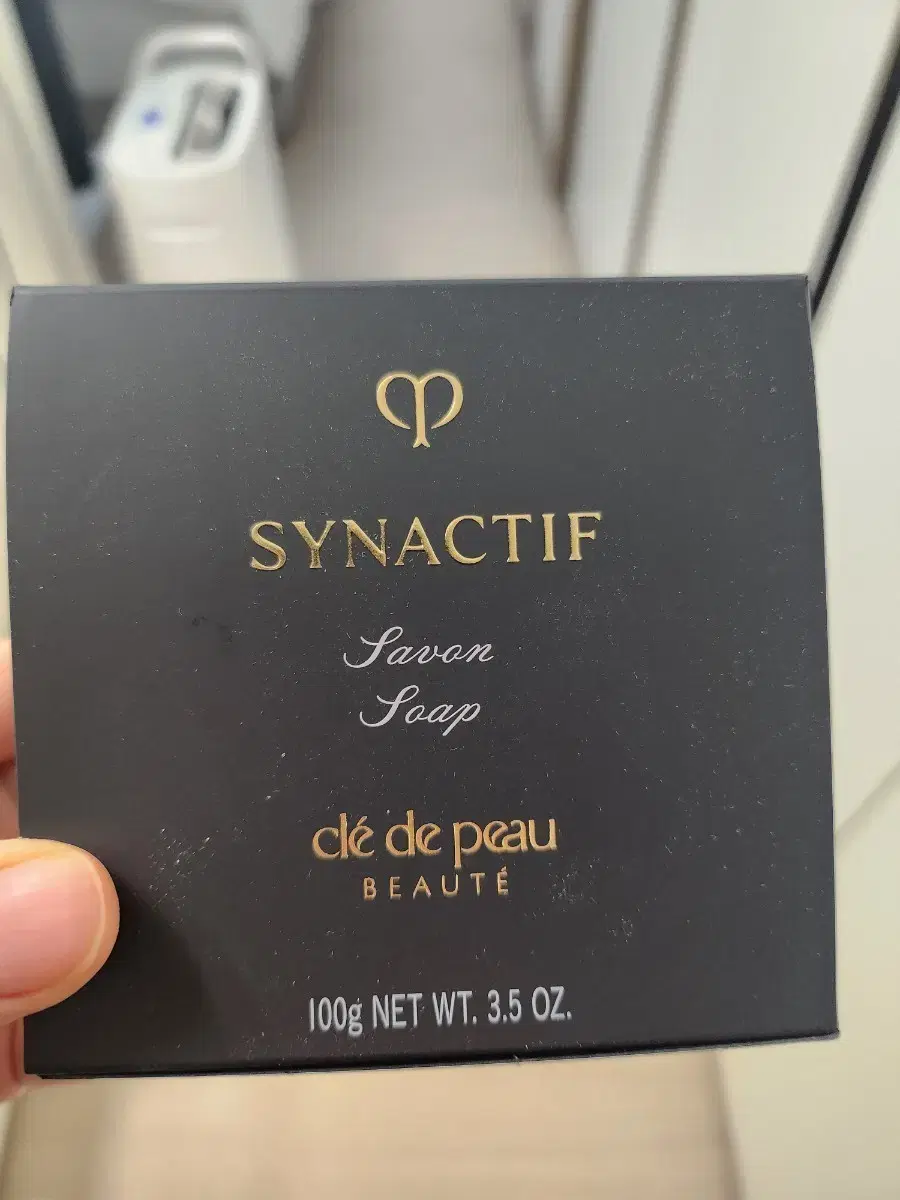 SYNACTIF
Savon
Soap
clé de peau
BEAUTÉ
100g NET WT. 3.5 OZ.